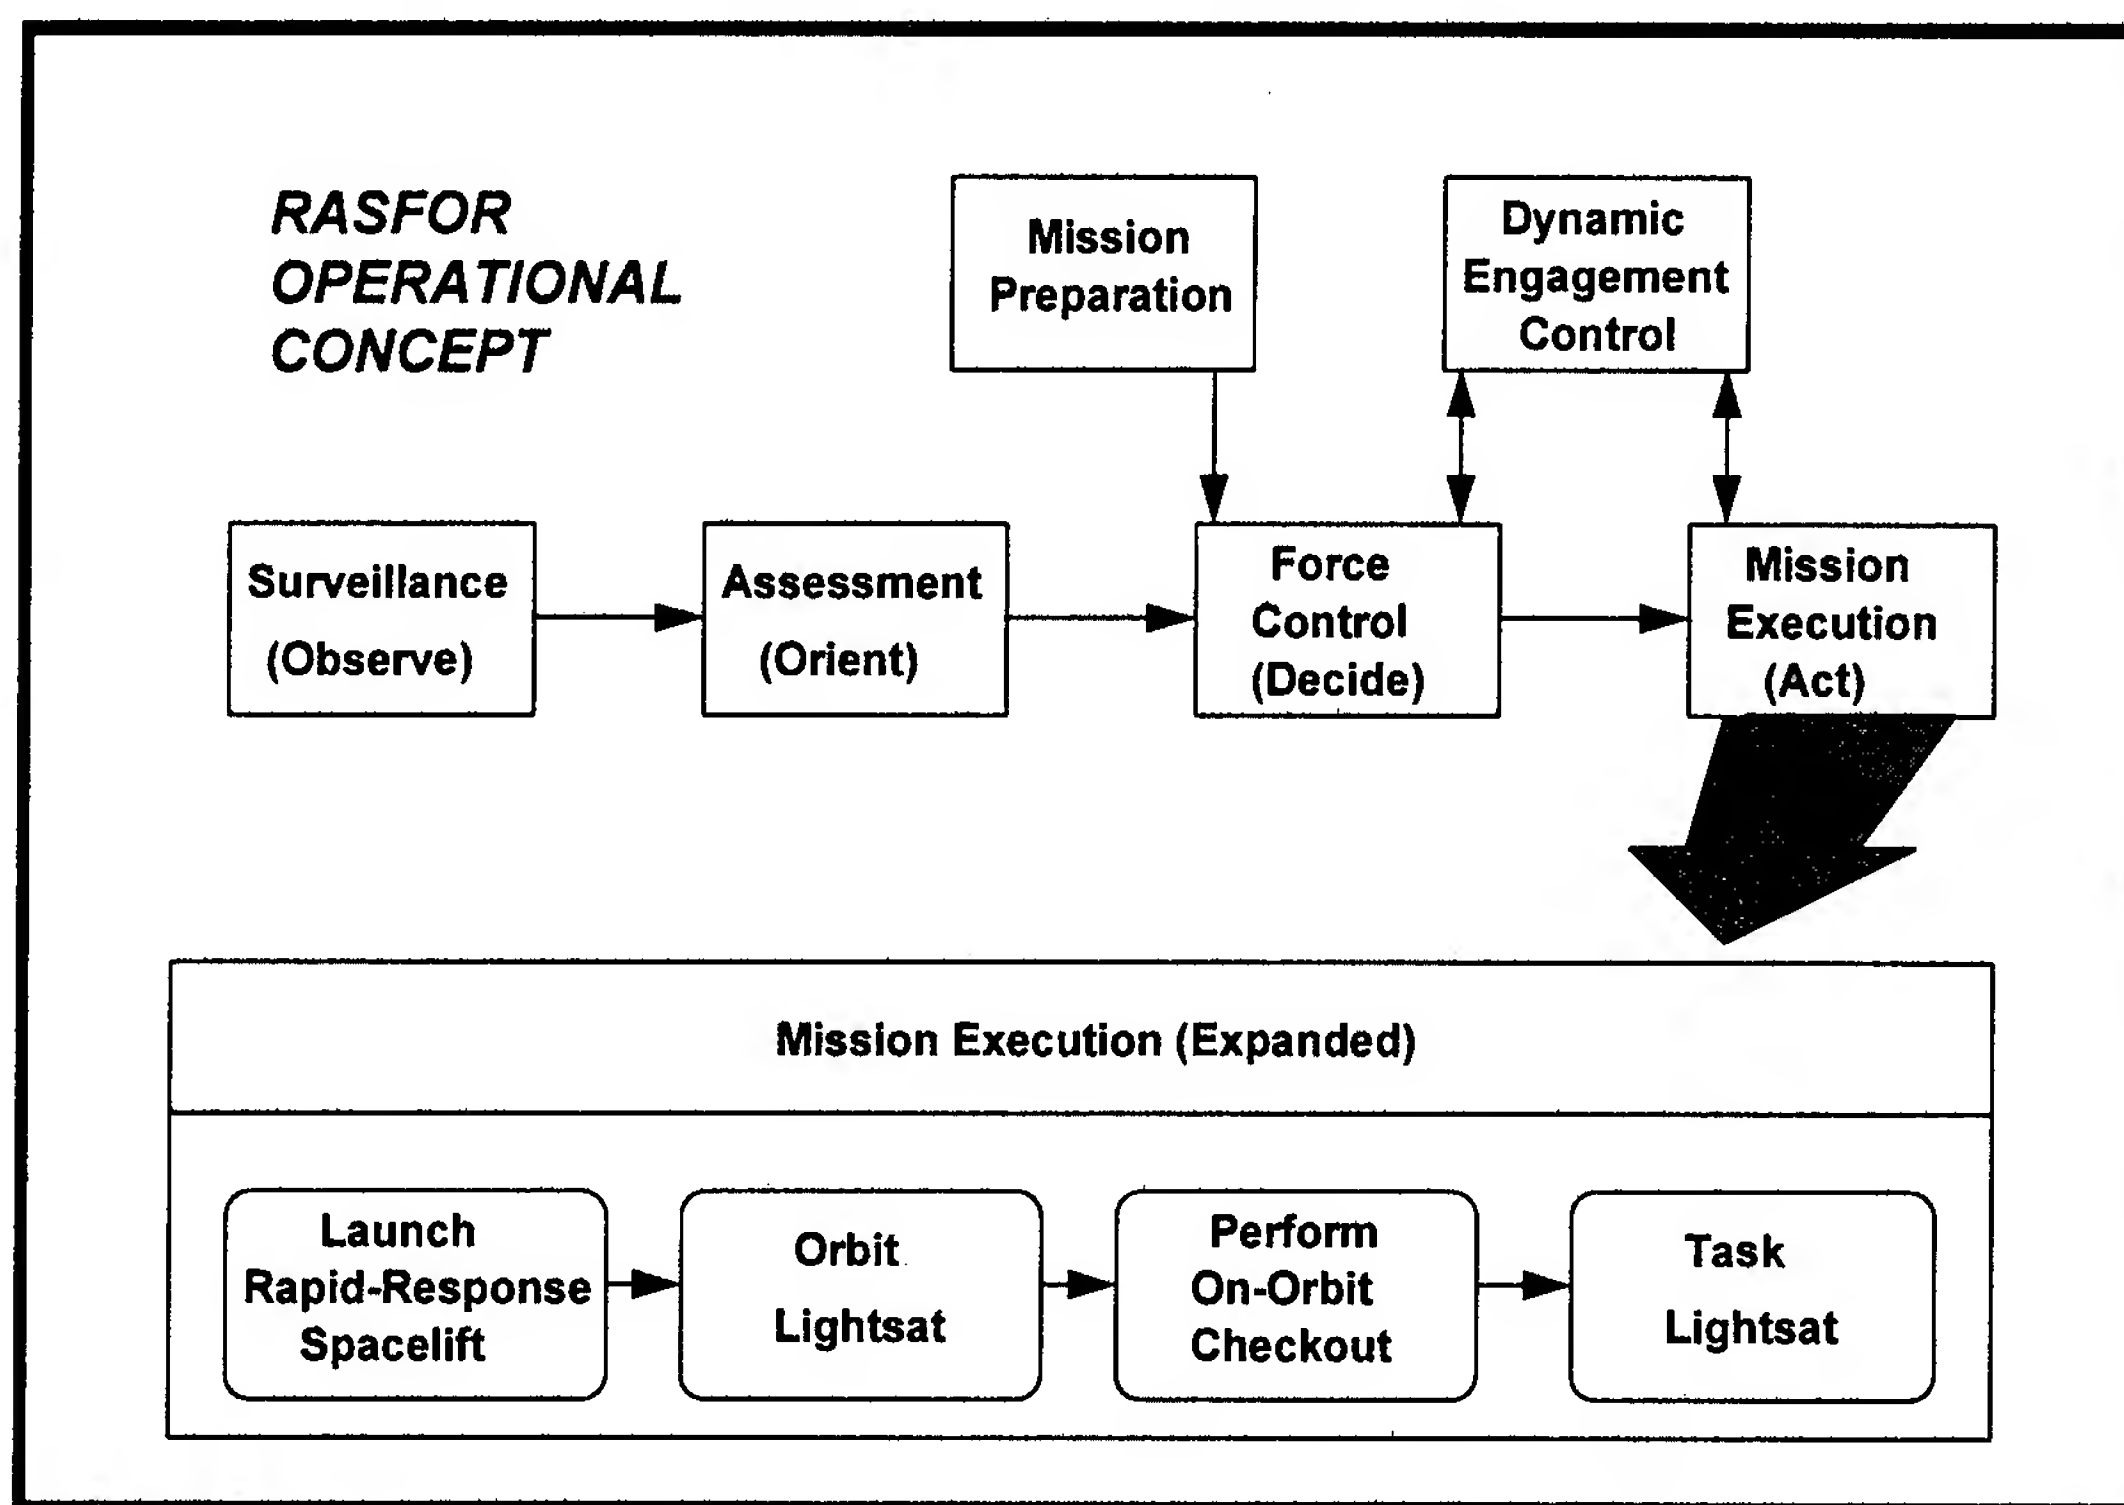 RASFOR
OPERATIONAL
CONCEPT
Mission
Preparation
Dynamic
Engagement
Control
Surveillance
(Observe)
Assessment
(Orient)
Force
Control
(Decide)
Mission
Execution
(Act)
Mission Execution (Expanded)
Launch
Rapid-Response
Spacelift
Orbit
Lightsat
Perform
On-Orbit
Checkout
Task
Lightsat